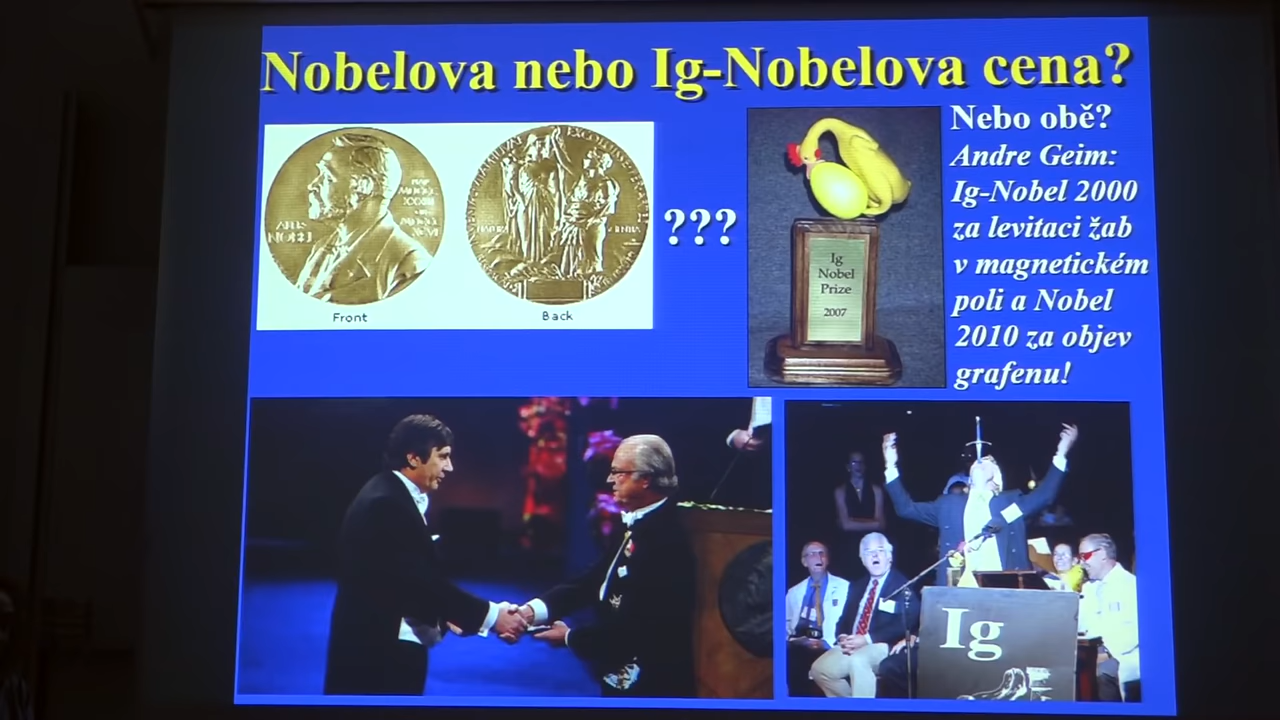 Nobelova nebo Ig-Nobelova cena?
Nebo obě?
Andre Geim:
Ig-Nobel 2000
za levitaci žab
v magnetickém
poli a Nobel
2010 za objev
grafenu!
???
Ig
Nobel
Prize
2007
Front
Back
Ig